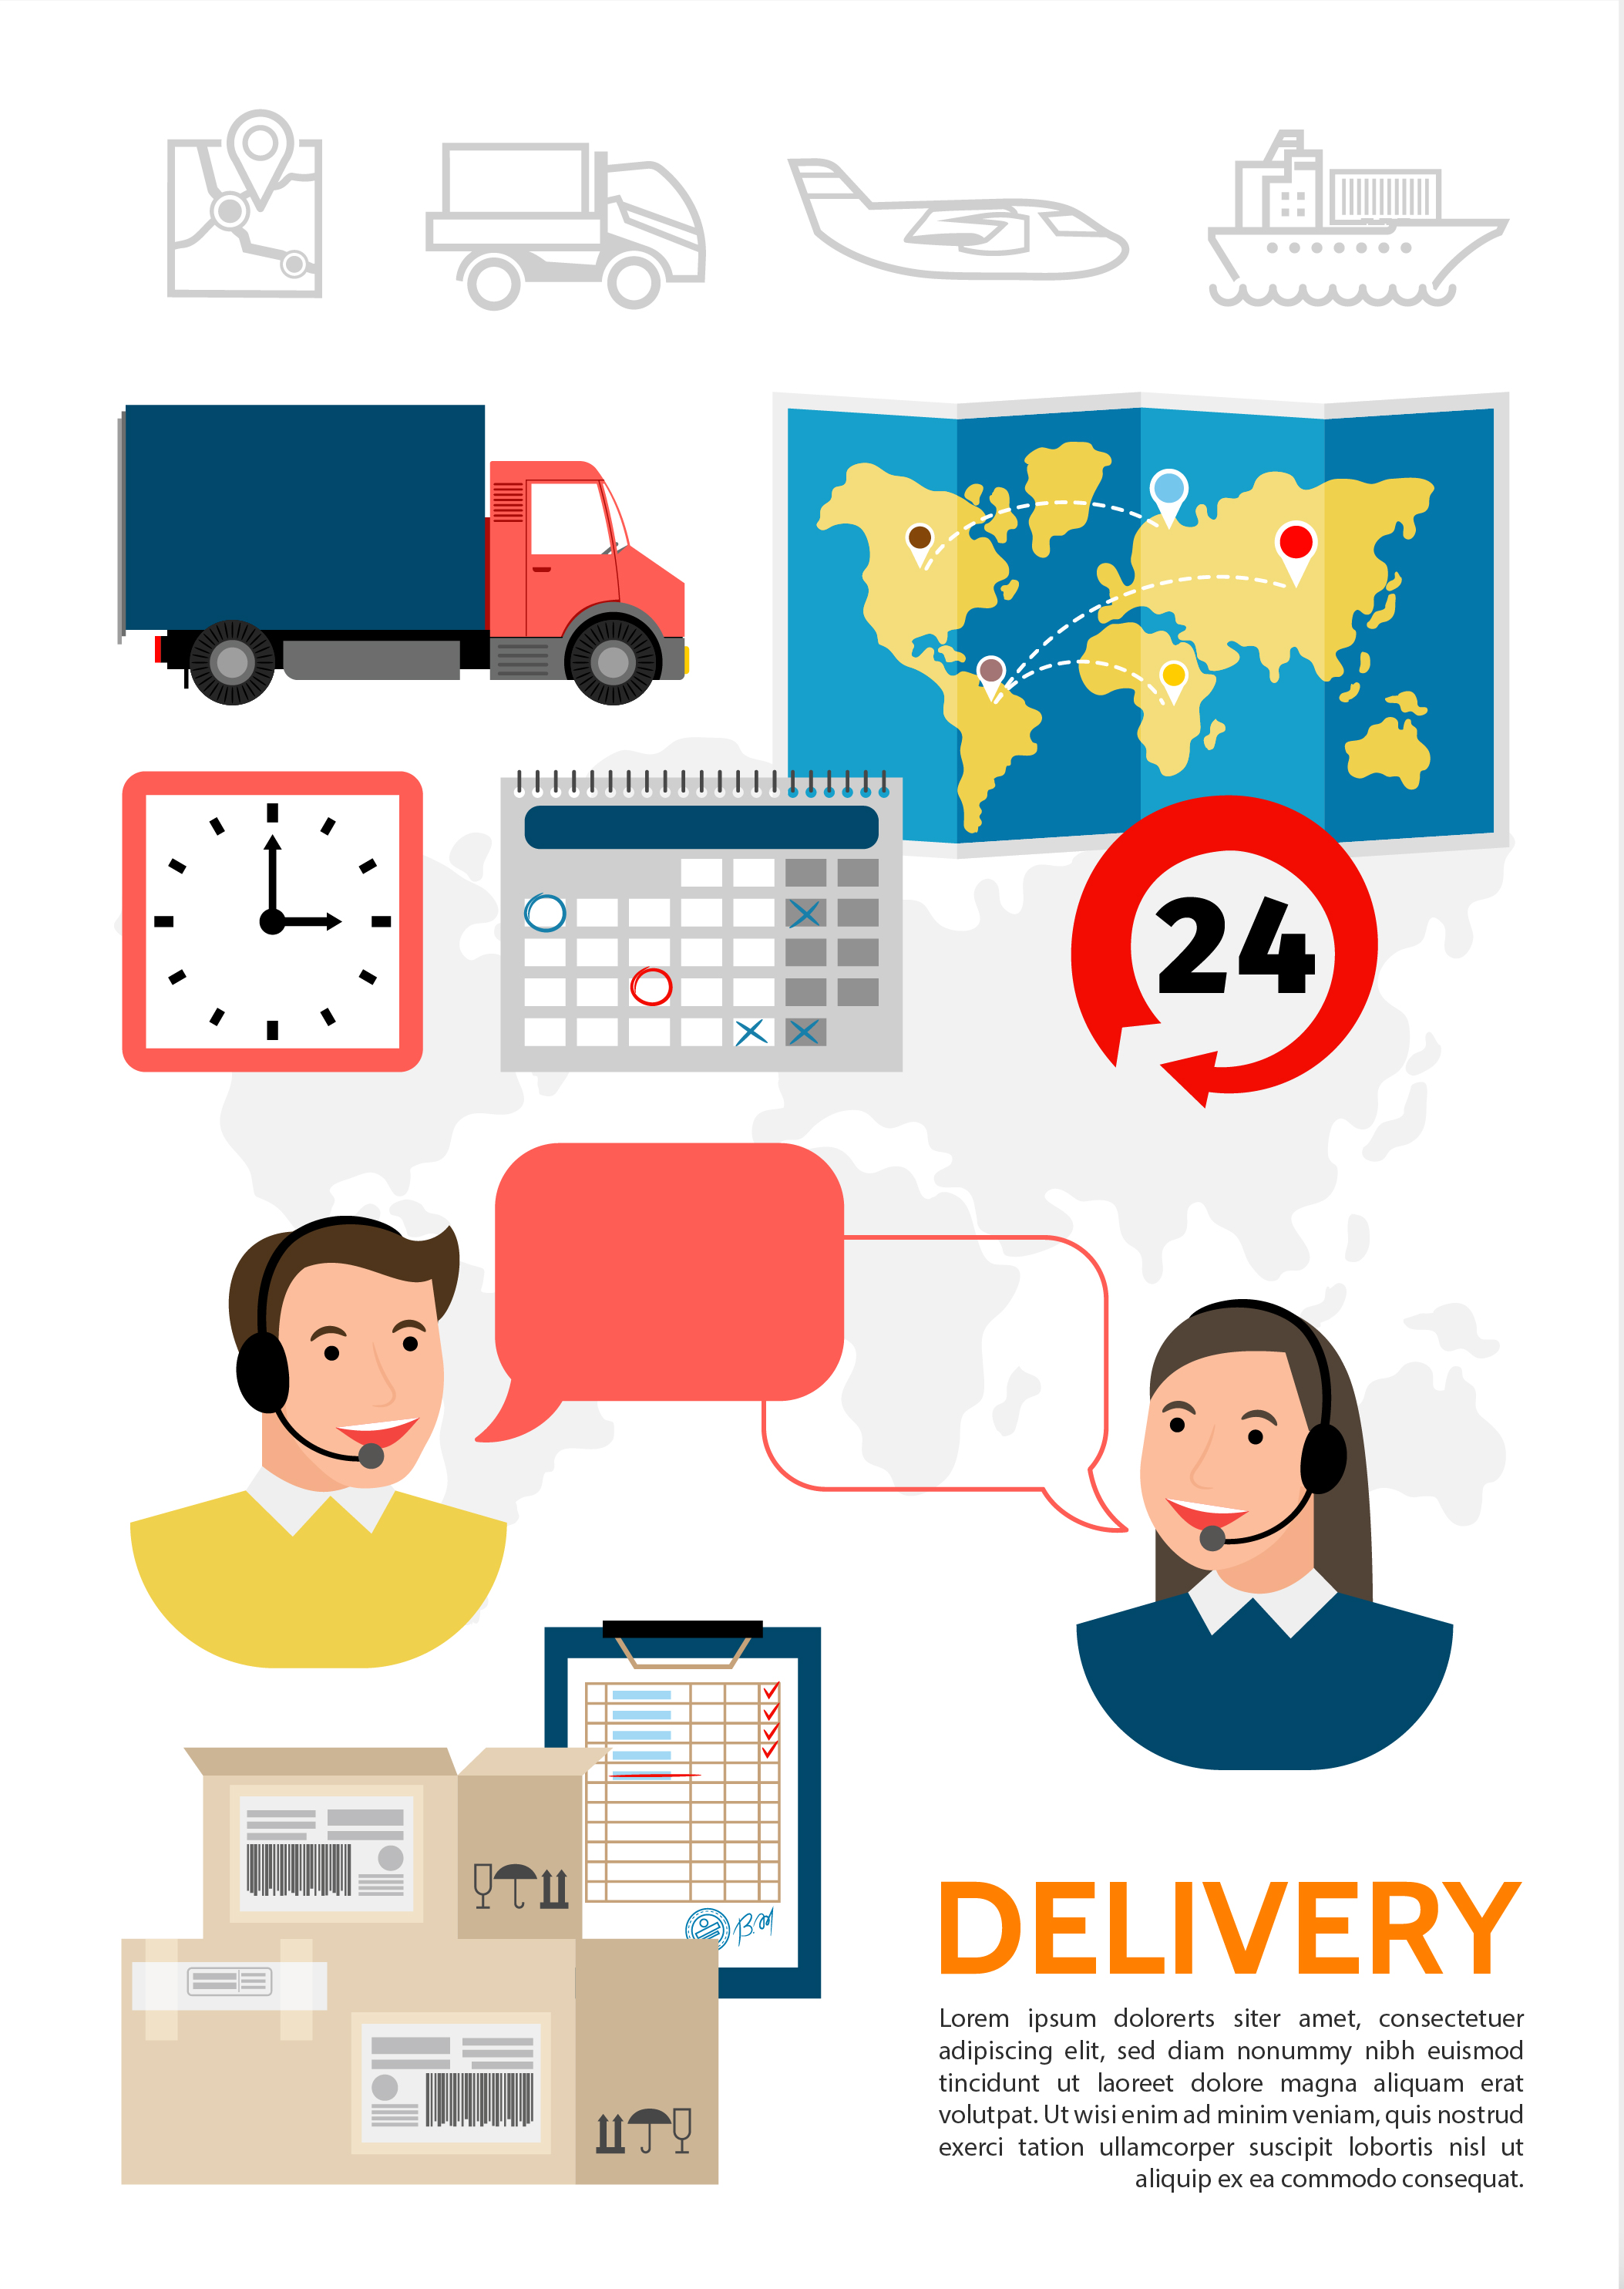 24
DELIVERY
Lorem ipsum dolorerts siter amet, consectetuer
adipiscing elit, sed diam nonummy nibh euismod
tincidunt ut laoreet dolore magna aliquam erat
volutpat. Ut wisi enim ad minim veniam, quis nostrud
exerci tation ullamcorper suscipit lobortis nisl ut
aliquip ex ea commodo consequat.